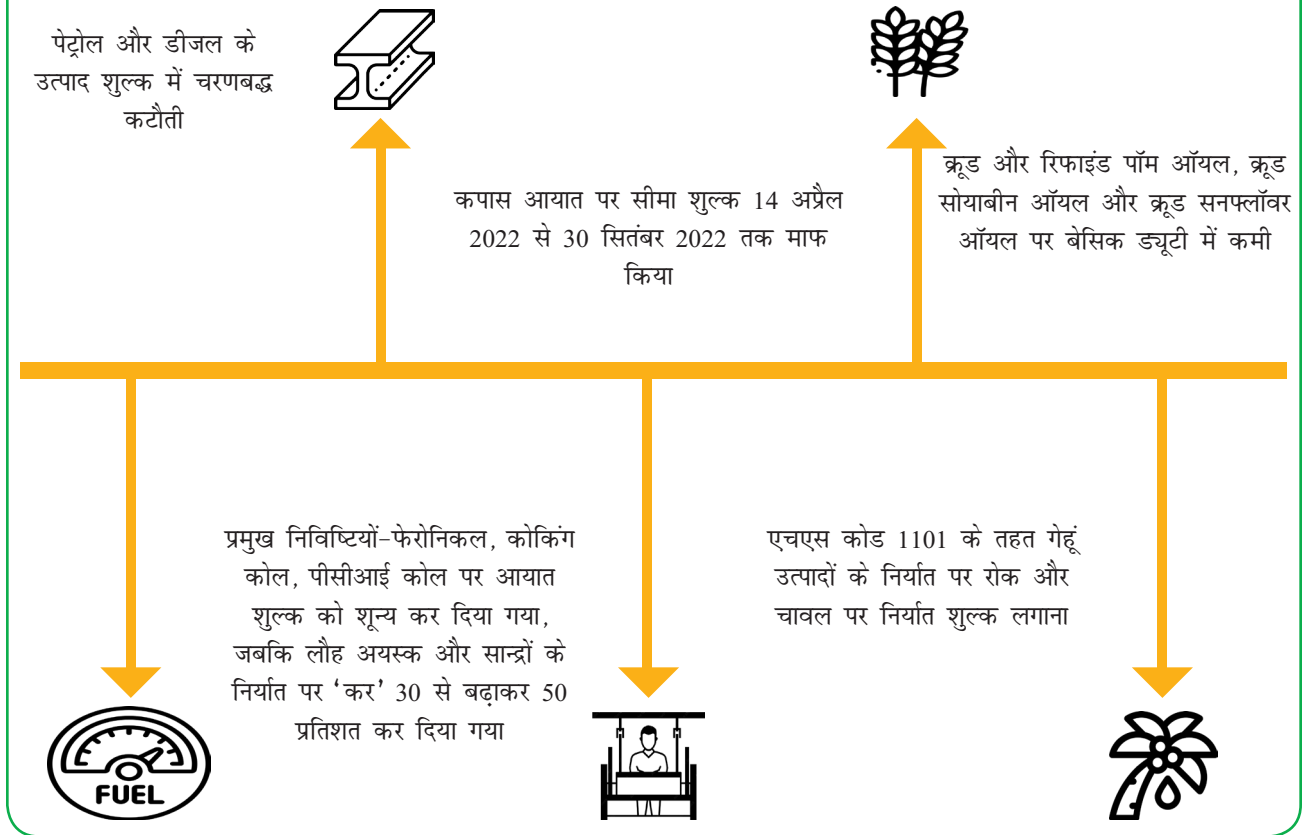 पेट्रोल और डीजल के
उत्पाद शुल्क में चरणबद्ध
कटौती
कपास आयात पर सीमा शुल्क 14 अप्रैल
2022 से 30 सितंबर 2022 तक माफ
किया
क्रूड और रिफाइंड पॉम ऑयल, क्रूड
सोयाबीन ऑयल और क्रूड सनफ्लॉवर
ऑयल पर बेसिक ड्यूटी में कमी
प्रमुख निविष्टियों-फेरोनिकल, कोकिंग
कोल, पीसीआई कोल पर आयात
शुल्क को शून्य कर दिया गया,
जबकि लौह अयस्क और सान्द्रों के
निर्यात पर ‘कर’ 30 से बढ़ाकर 50
प्रतिशत कर दिया गया
एचएस कोड 1101 के तहत गेहूं
उत्पादों के निर्यात पर रोक और
चावल पर निर्यात शुल्क लगाना
FUEL